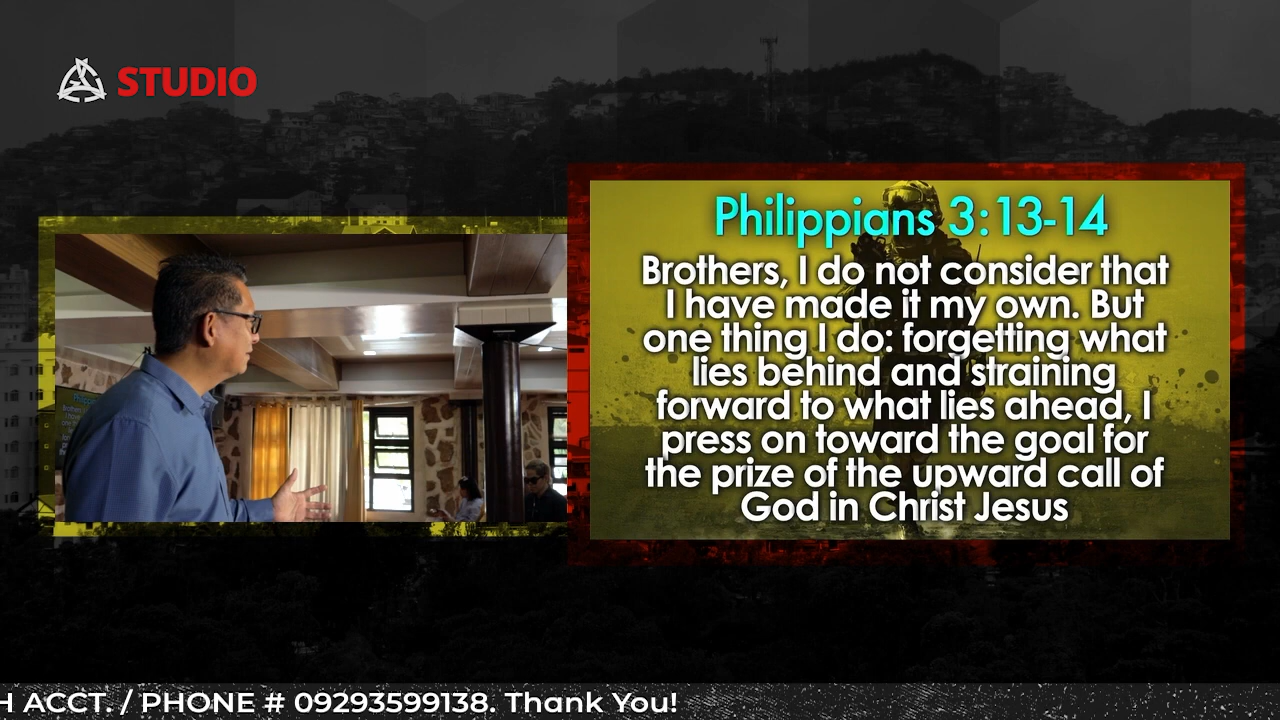 STUDIO
Philippians 3:13-14
Brothers, I do not consider that
I have made it my own. But
one thing I do: forgetting what
lies behind and straining
forward to what lies ahead, I
press on toward the goal for
the prize of the upward call of
God in Christ Jesus
ACCT. / PHONE # 09293599138. Thank You!